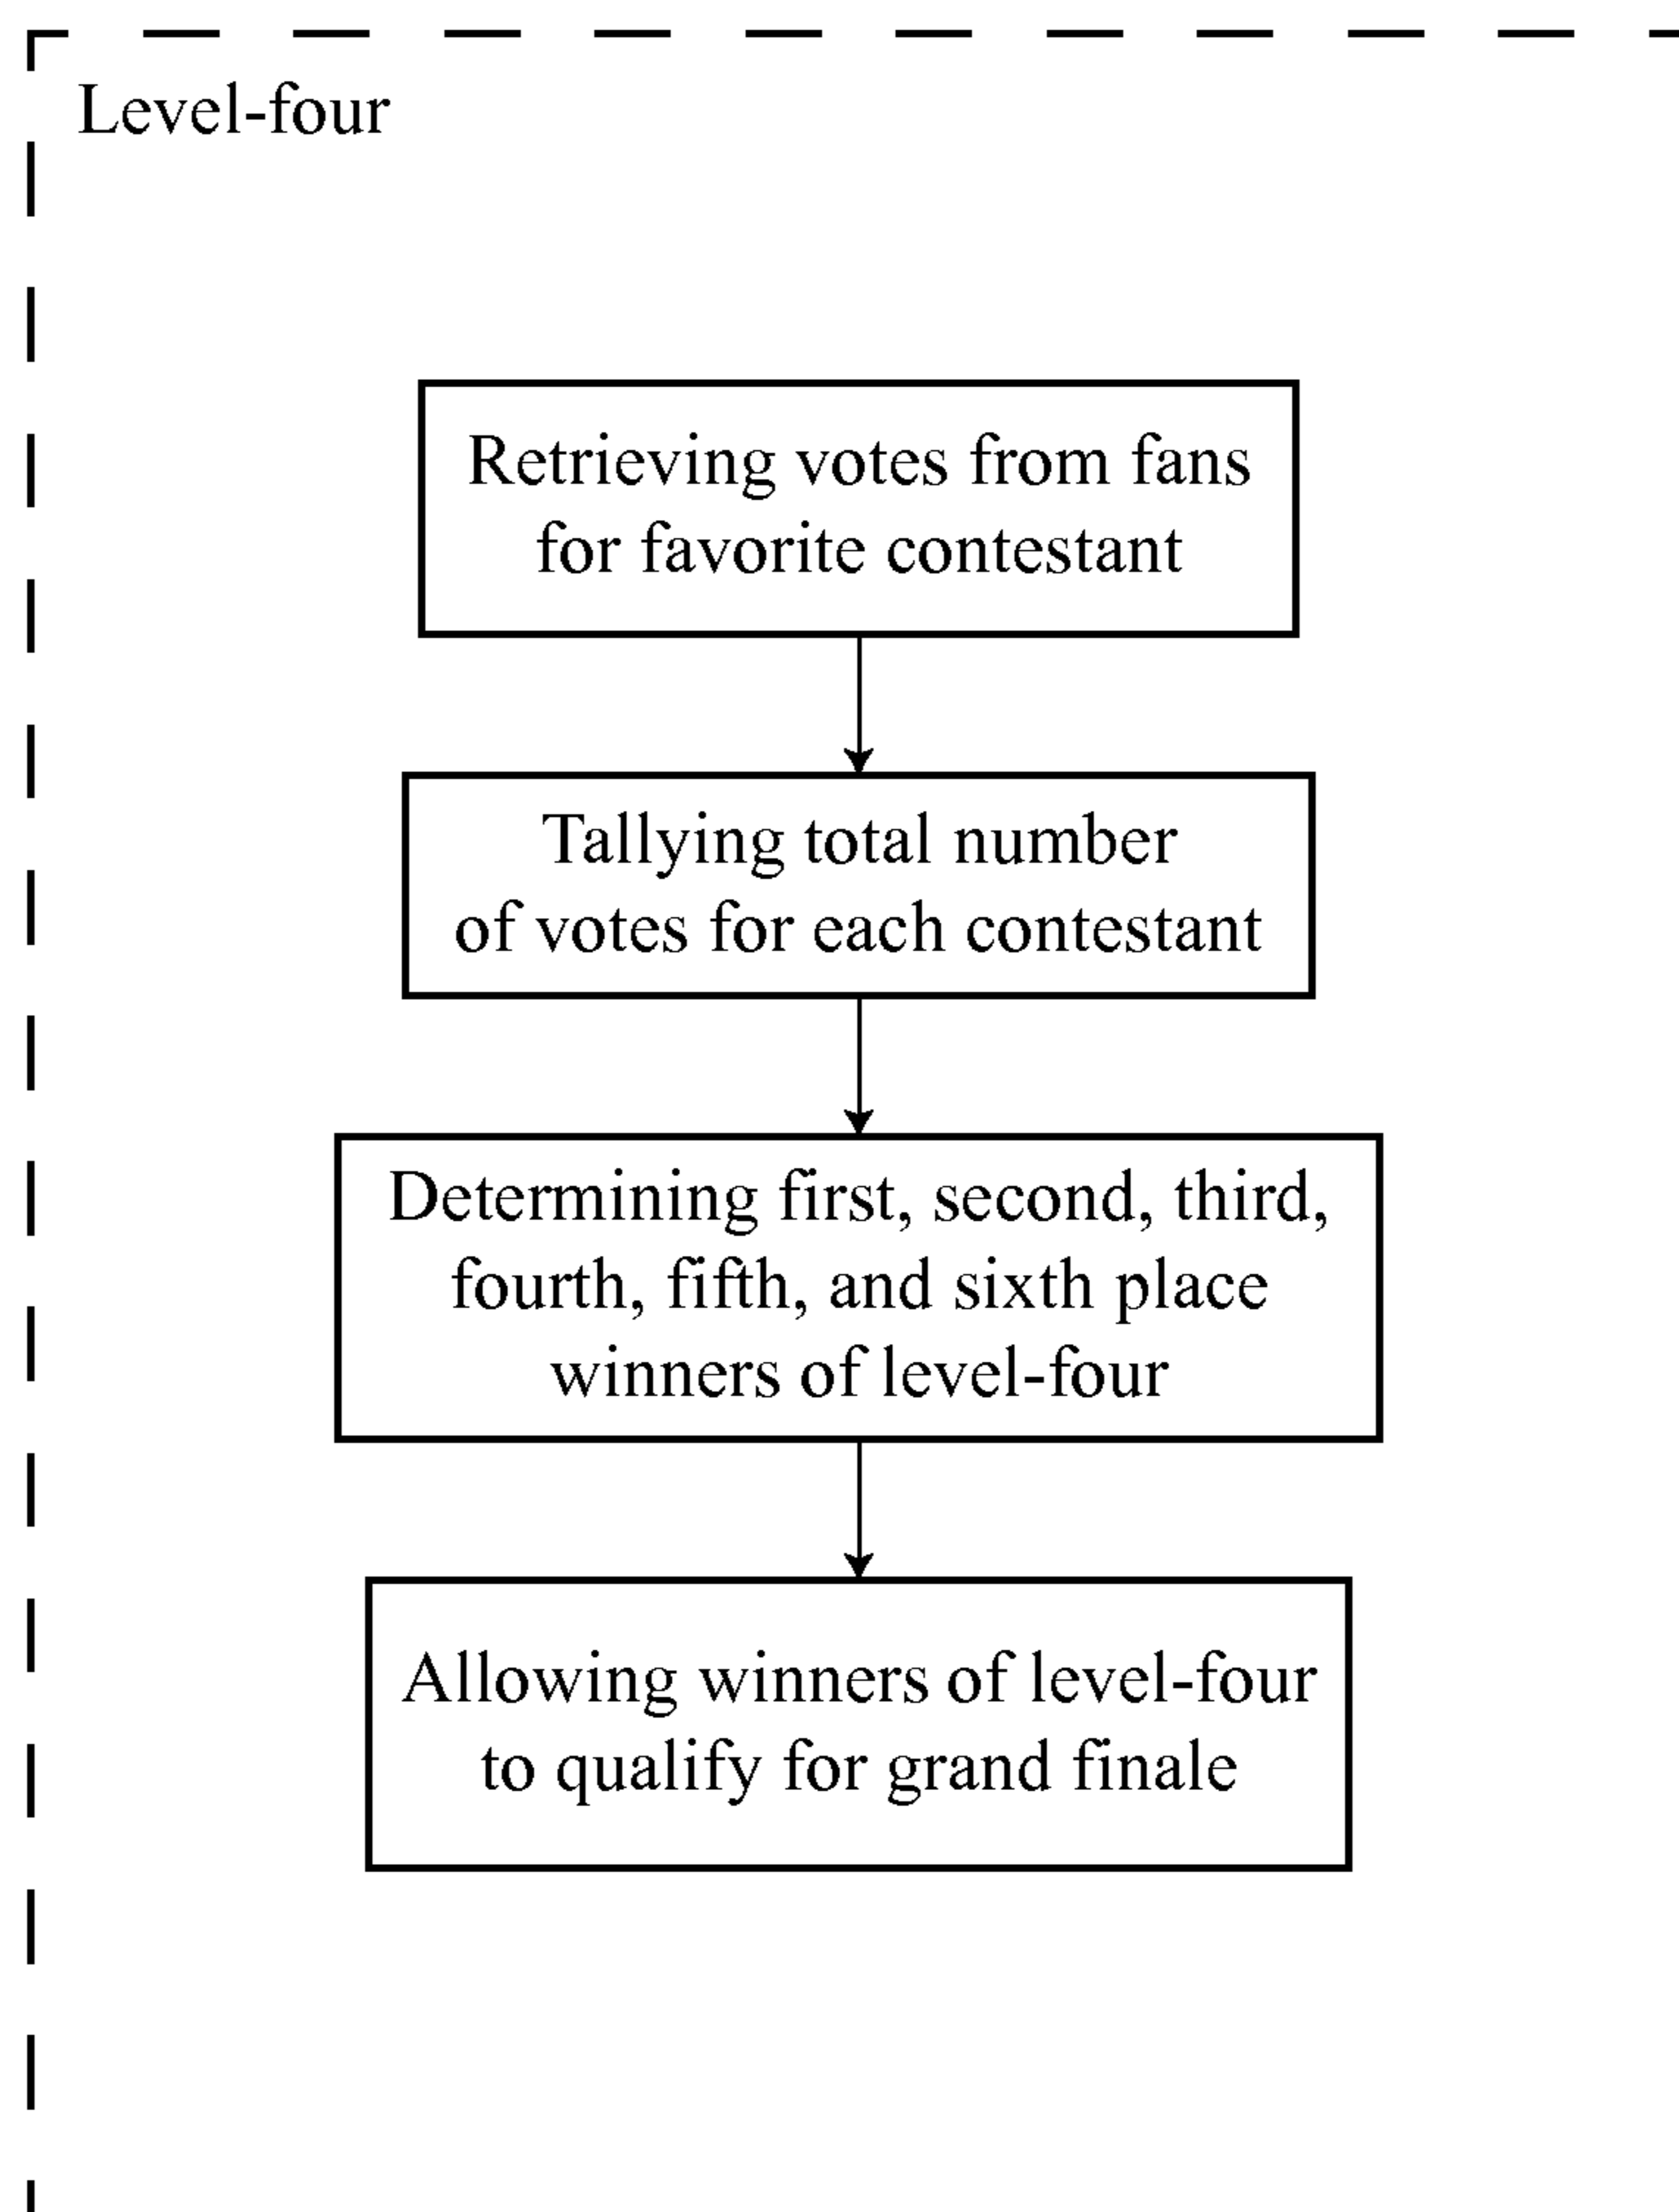 Level-four
Retrieving votes from fans
for favorite contestant
Tallying total number
of votes for each contestant
Determining first, second, third,
fourth, fifth, and sixth place
winners of level-four
Allowing winners of level-four
to qualify for grand finale